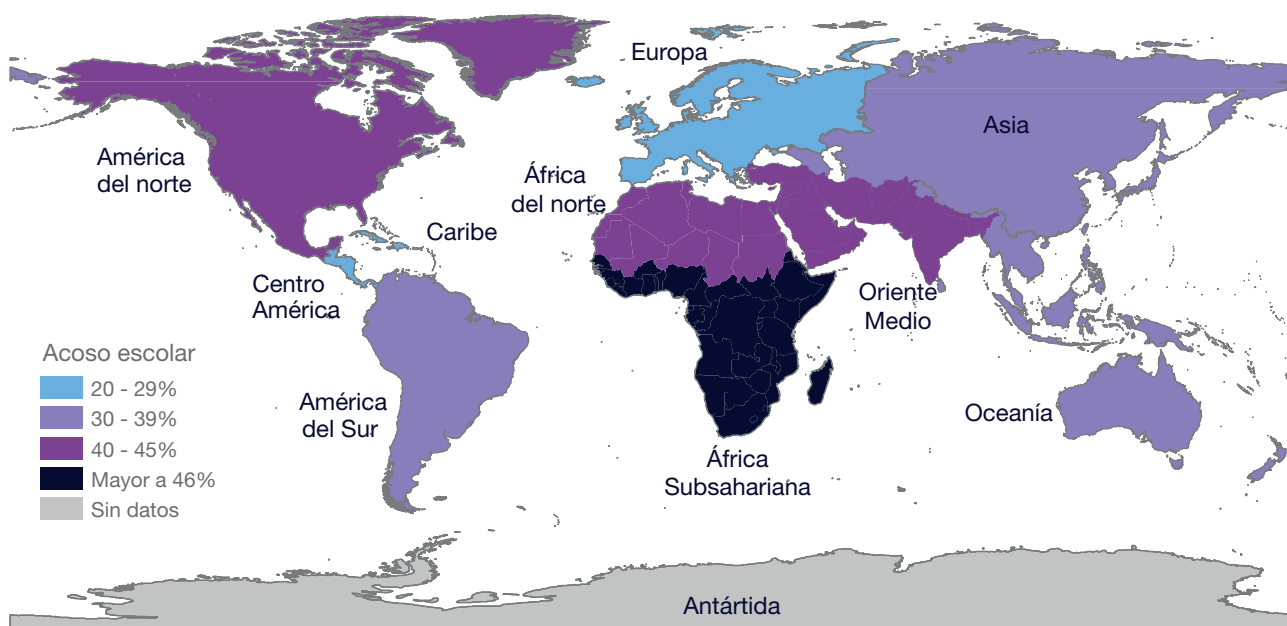 Europa
Asia
América
del norte
África
del norte
Caribe
Centro
América
Oriente
Medio
Acoso escolar
20 - 29%
30 - 39%
40 - 45%
Mayor a 46%
Sin datos
América
del Sur
Oceanía
África
Subsahariana
Antártida